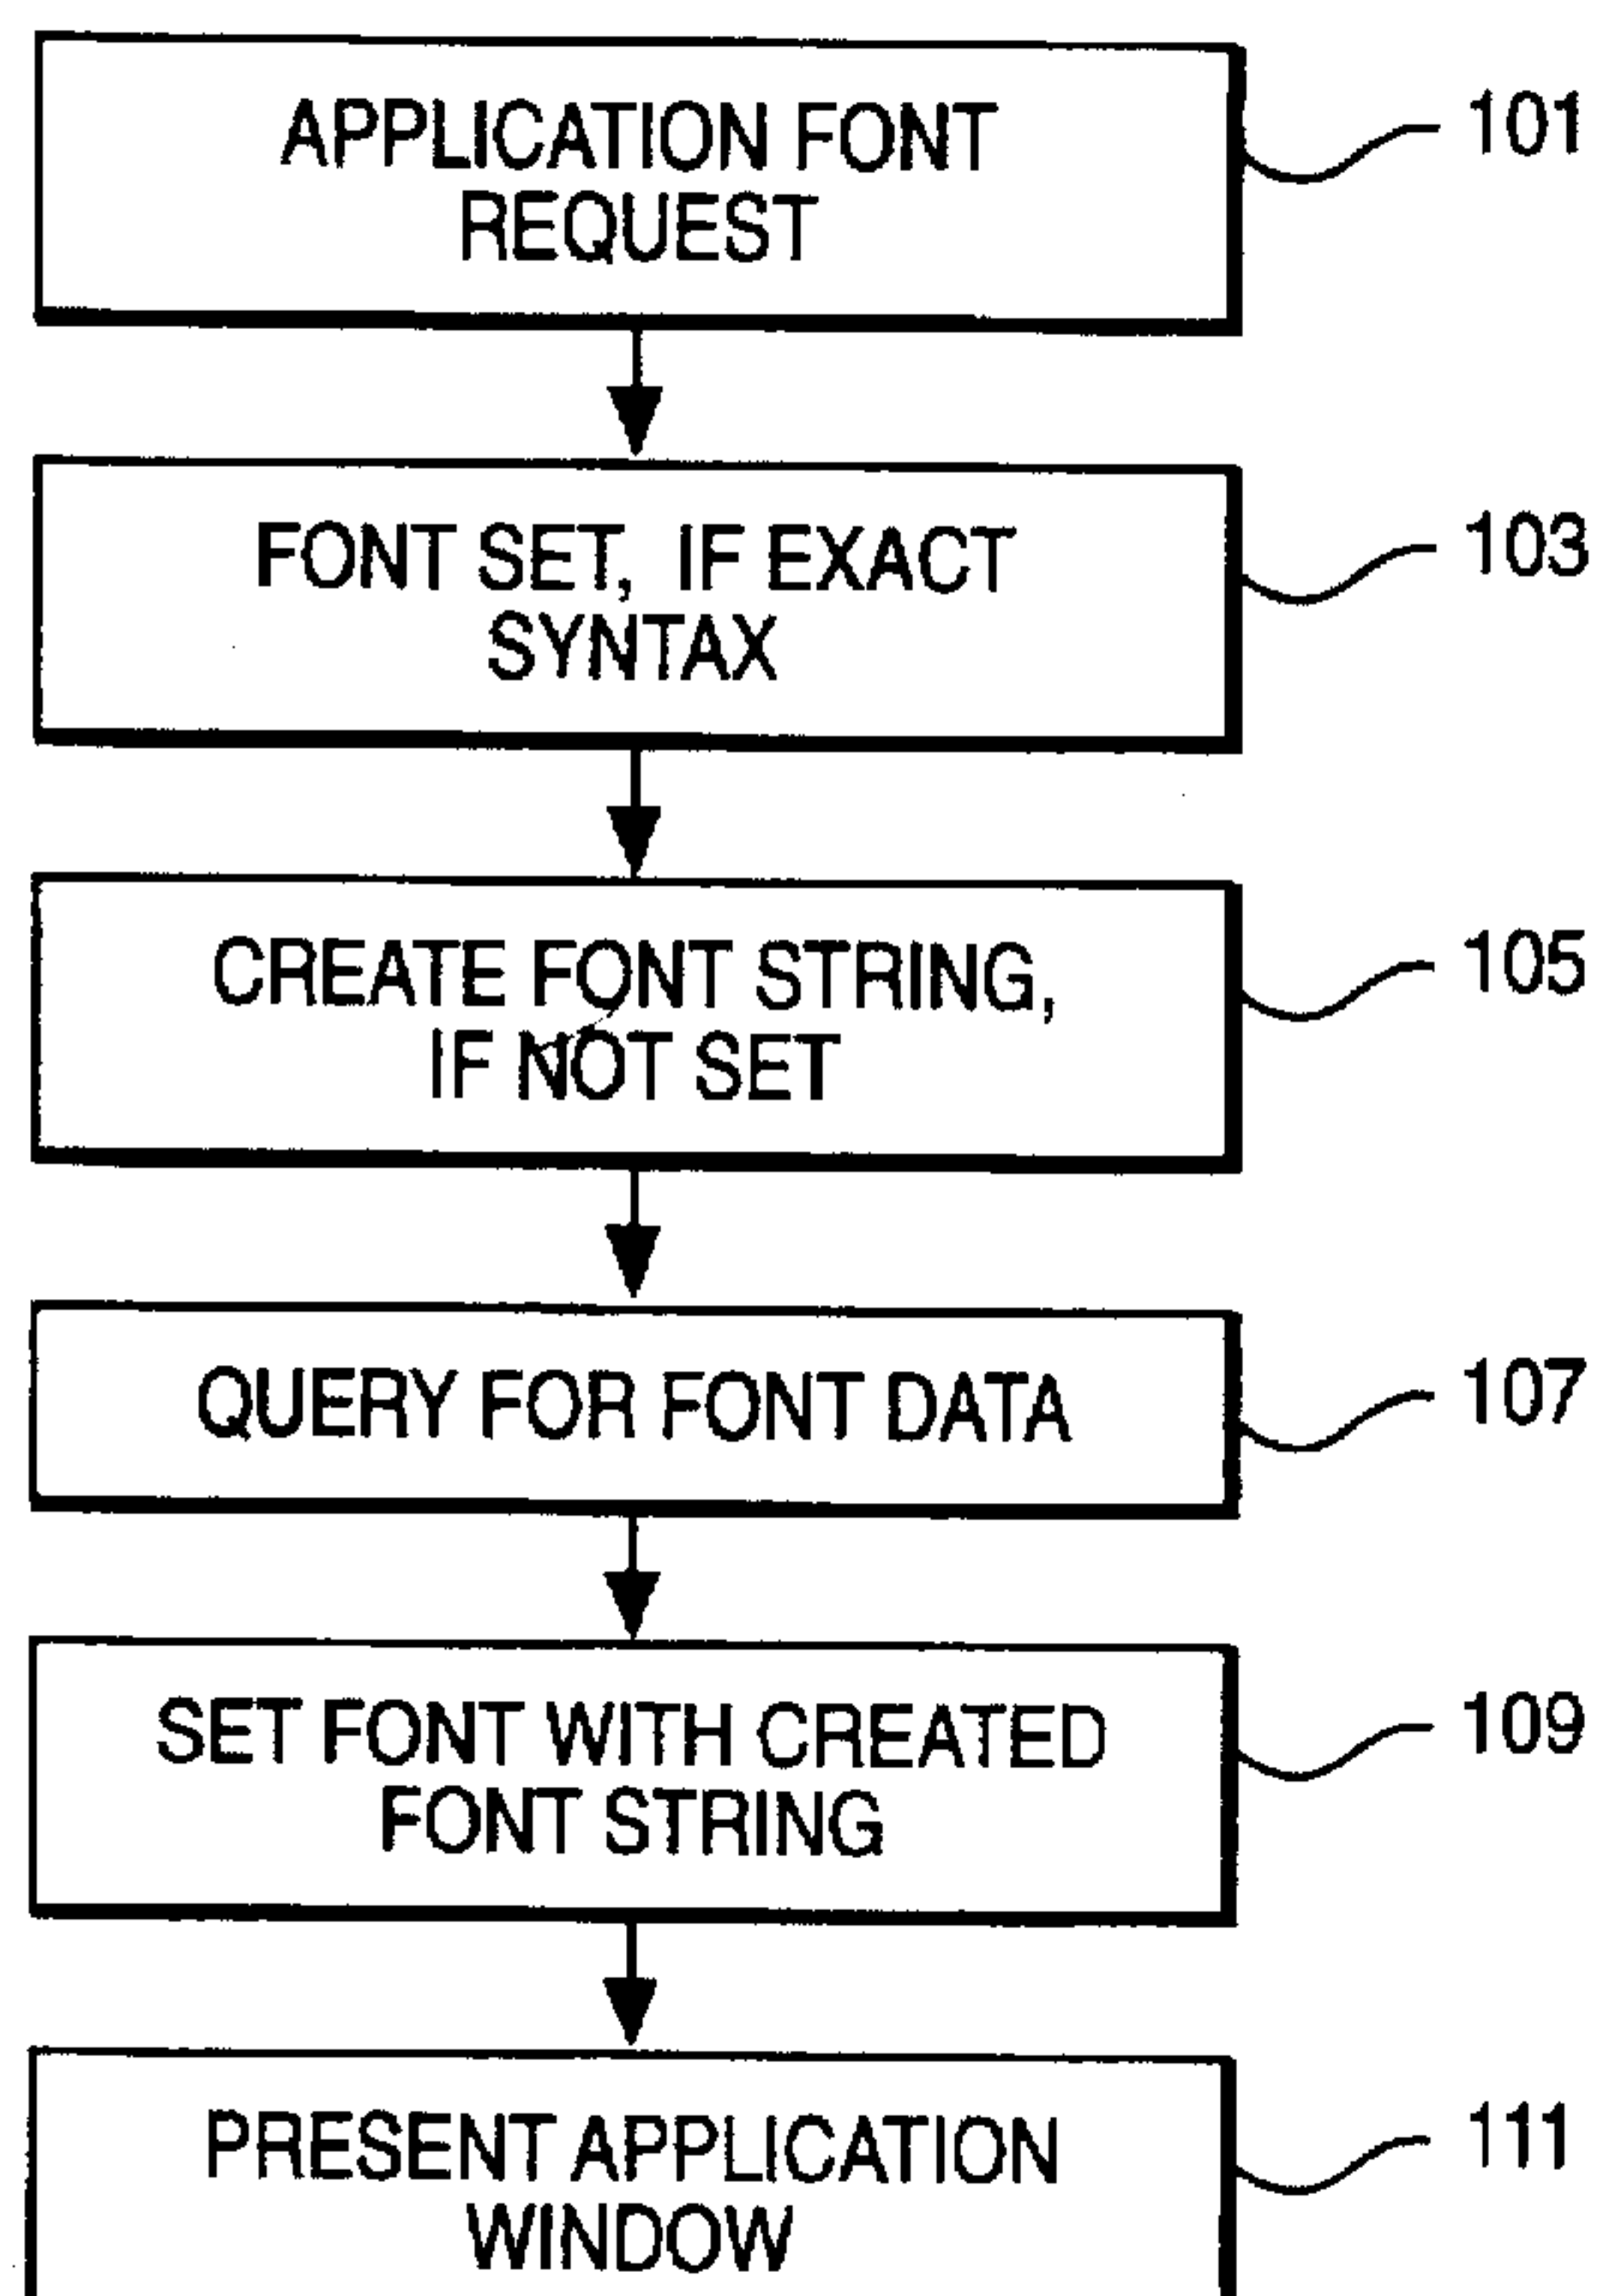 APPLICATION FONT
REQUEST
101
FONT SET, IF EXACT
SYNTAX
103
CREATE FONT STRING,
IF NOT SET
105
QUERY FOR FONT DATA
107
SET FONT WITH CREATED
FONT STRING
109
PRESENT APPLICATION
WINDOW
111